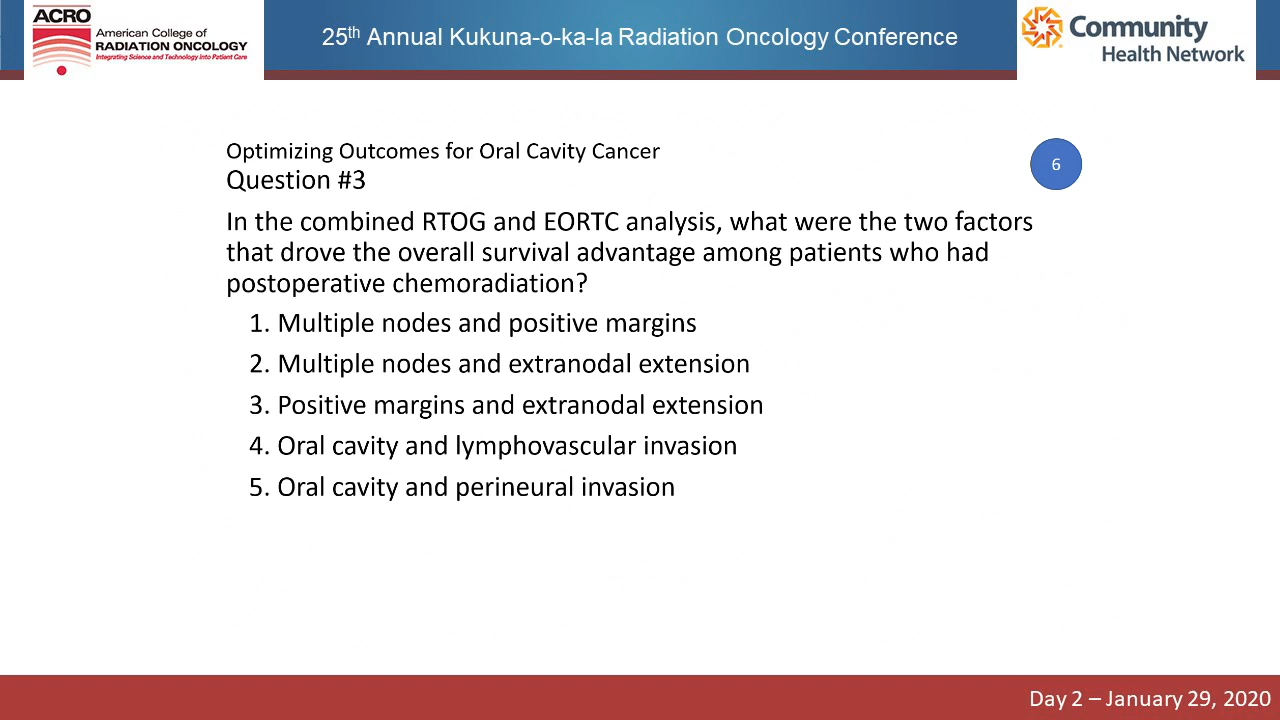 ACRO
American College of
RADIATION ONCOLOGY
Integrating Science and Technology Into Patient Care
25th Annual Kukuna-o-ka-la Radiation Oncology Conference
Community
Health Network
Optimizing Outcomes for Oral Cavity Cancer
6
Question #3
In the combined RTOG and EORTC analysis, what were the two factors
that drove the overall survival advantage among patients who had
postoperative chemoradiation?
1. Multiple nodes and positive margins
2. Multiple nodes and extranodal extension
3. Positive margins and extranodal extension
4. Oral cavity and lymphovascular invasion
5. Oral cavity and perineural invasion
Day 2 – January 29, 2020